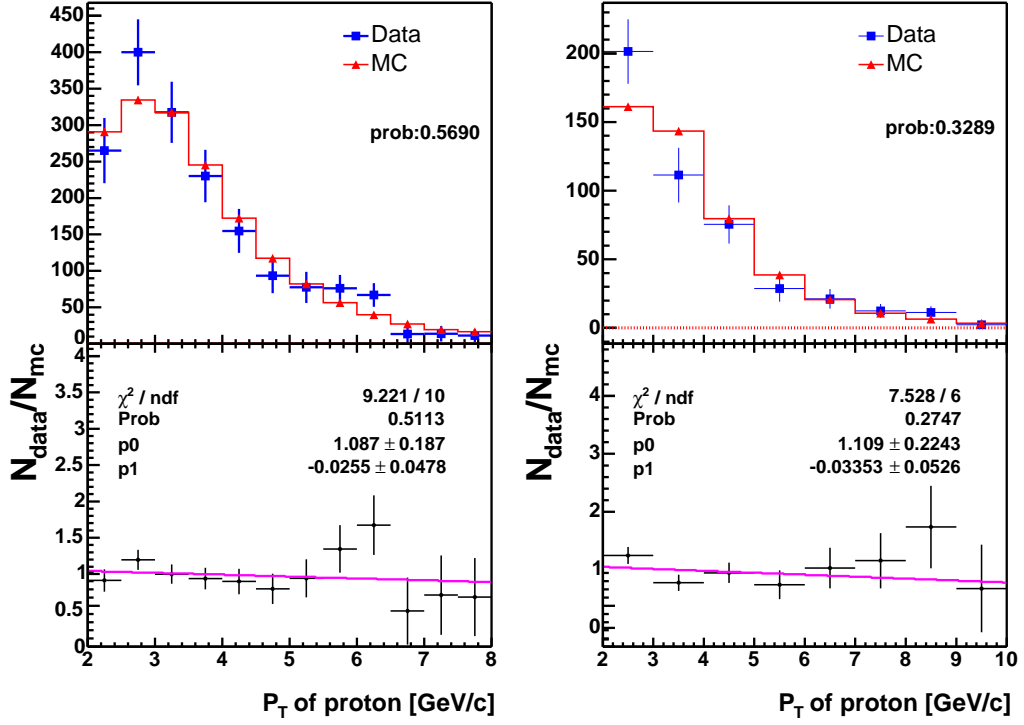 450
400
350
300
250
200
150
100
50
0
Data
MC
prob:0.5690
200
150
100
50
0
Data
MC
prob:0.3289
N_data/N_mc
4
3.5
3
2.5
2
1.5
1
0.5
0
χ² / ndf 9.221 / 10
Prob 0.5113
p0 1.087 ± 0.187
p1 -0.0255 ± 0.0478
2 3 4 5 6 7 8
P_T of proton [GeV/c]
N_data/N_mc
4
3
2
1
0
χ² / ndf 7.528 / 6
Prob 0.2747
p0 1.109 ± 0.2243
p1 -0.03353 ± 0.0526
2 3 4 5 6 7 8 9 10
P_T of proton [GeV/c]